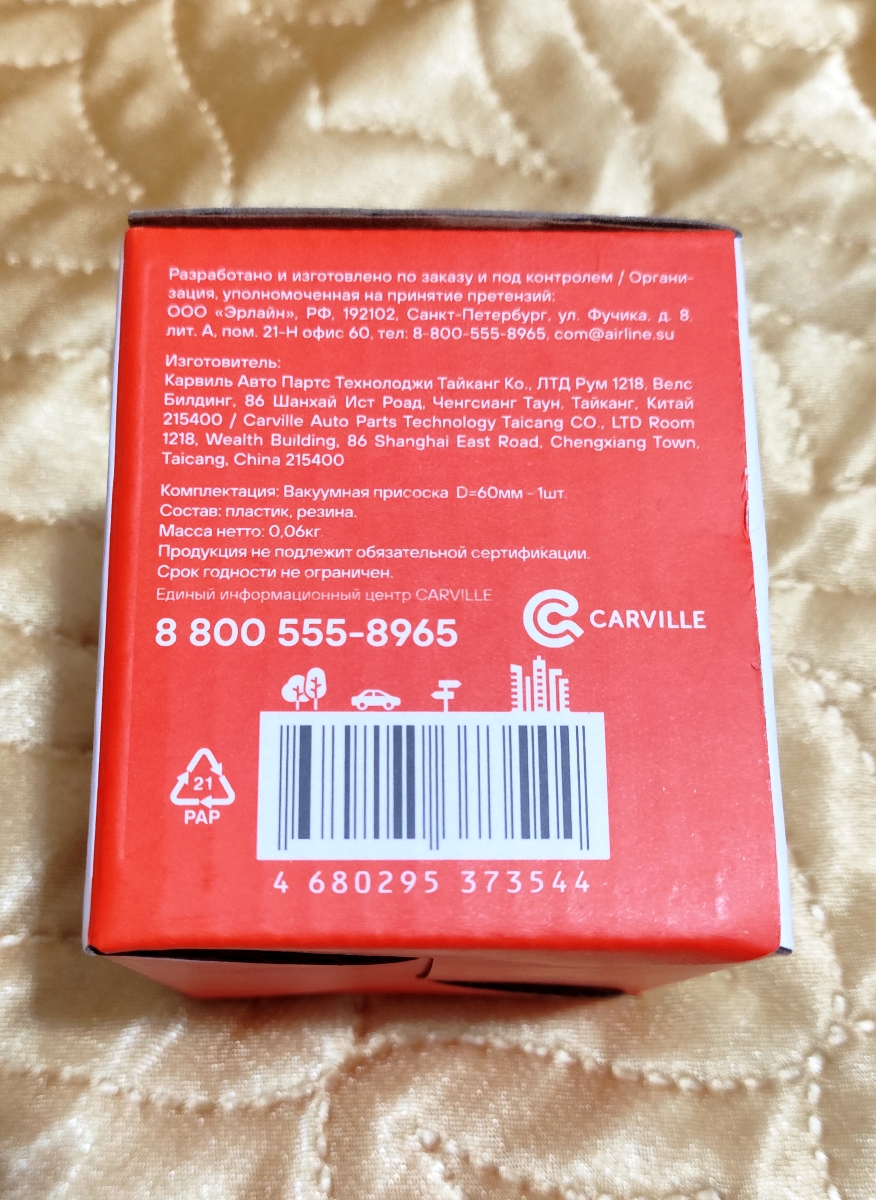 Разработано и изготовлено по заказу и под контролем / Органи-
зация, уполномоченная на принятие претензий:
ООО «Эрлайн», РФ, 192102, Санкт-Петербург, ул. Фучика, д. 8,
лит. А, пом. 21-Н офис 60, тел: 8-800-555-8965, com@airline.su
Изготовитель:
Карвиль Авто Партс Технолоджи Тайканг Ко., ЛТД Рум 1218, Велс
Билдинг, 86 Шанхай Ист Роад, Ченгсианг Таун, Тайканг, Китай
215400 / Carville Auto Parts Technology Taicang CO., LTD Room
1218, Wealth Building, 86 Shanghai East Road, Chengxiang Town,
Taicang, China 215400
Комплектация: Вакуумная присоска D=60мм - 1шт.
Состав: пластик, резина.
Масса нетто: 0,06кг.
Продукция не подлежит обязательной сертификации.
Срок годности не ограничен.
Единый информационный центр CARVILLE
8 800 555-8965
CARVILLE
21
PAP
4 680295 373544